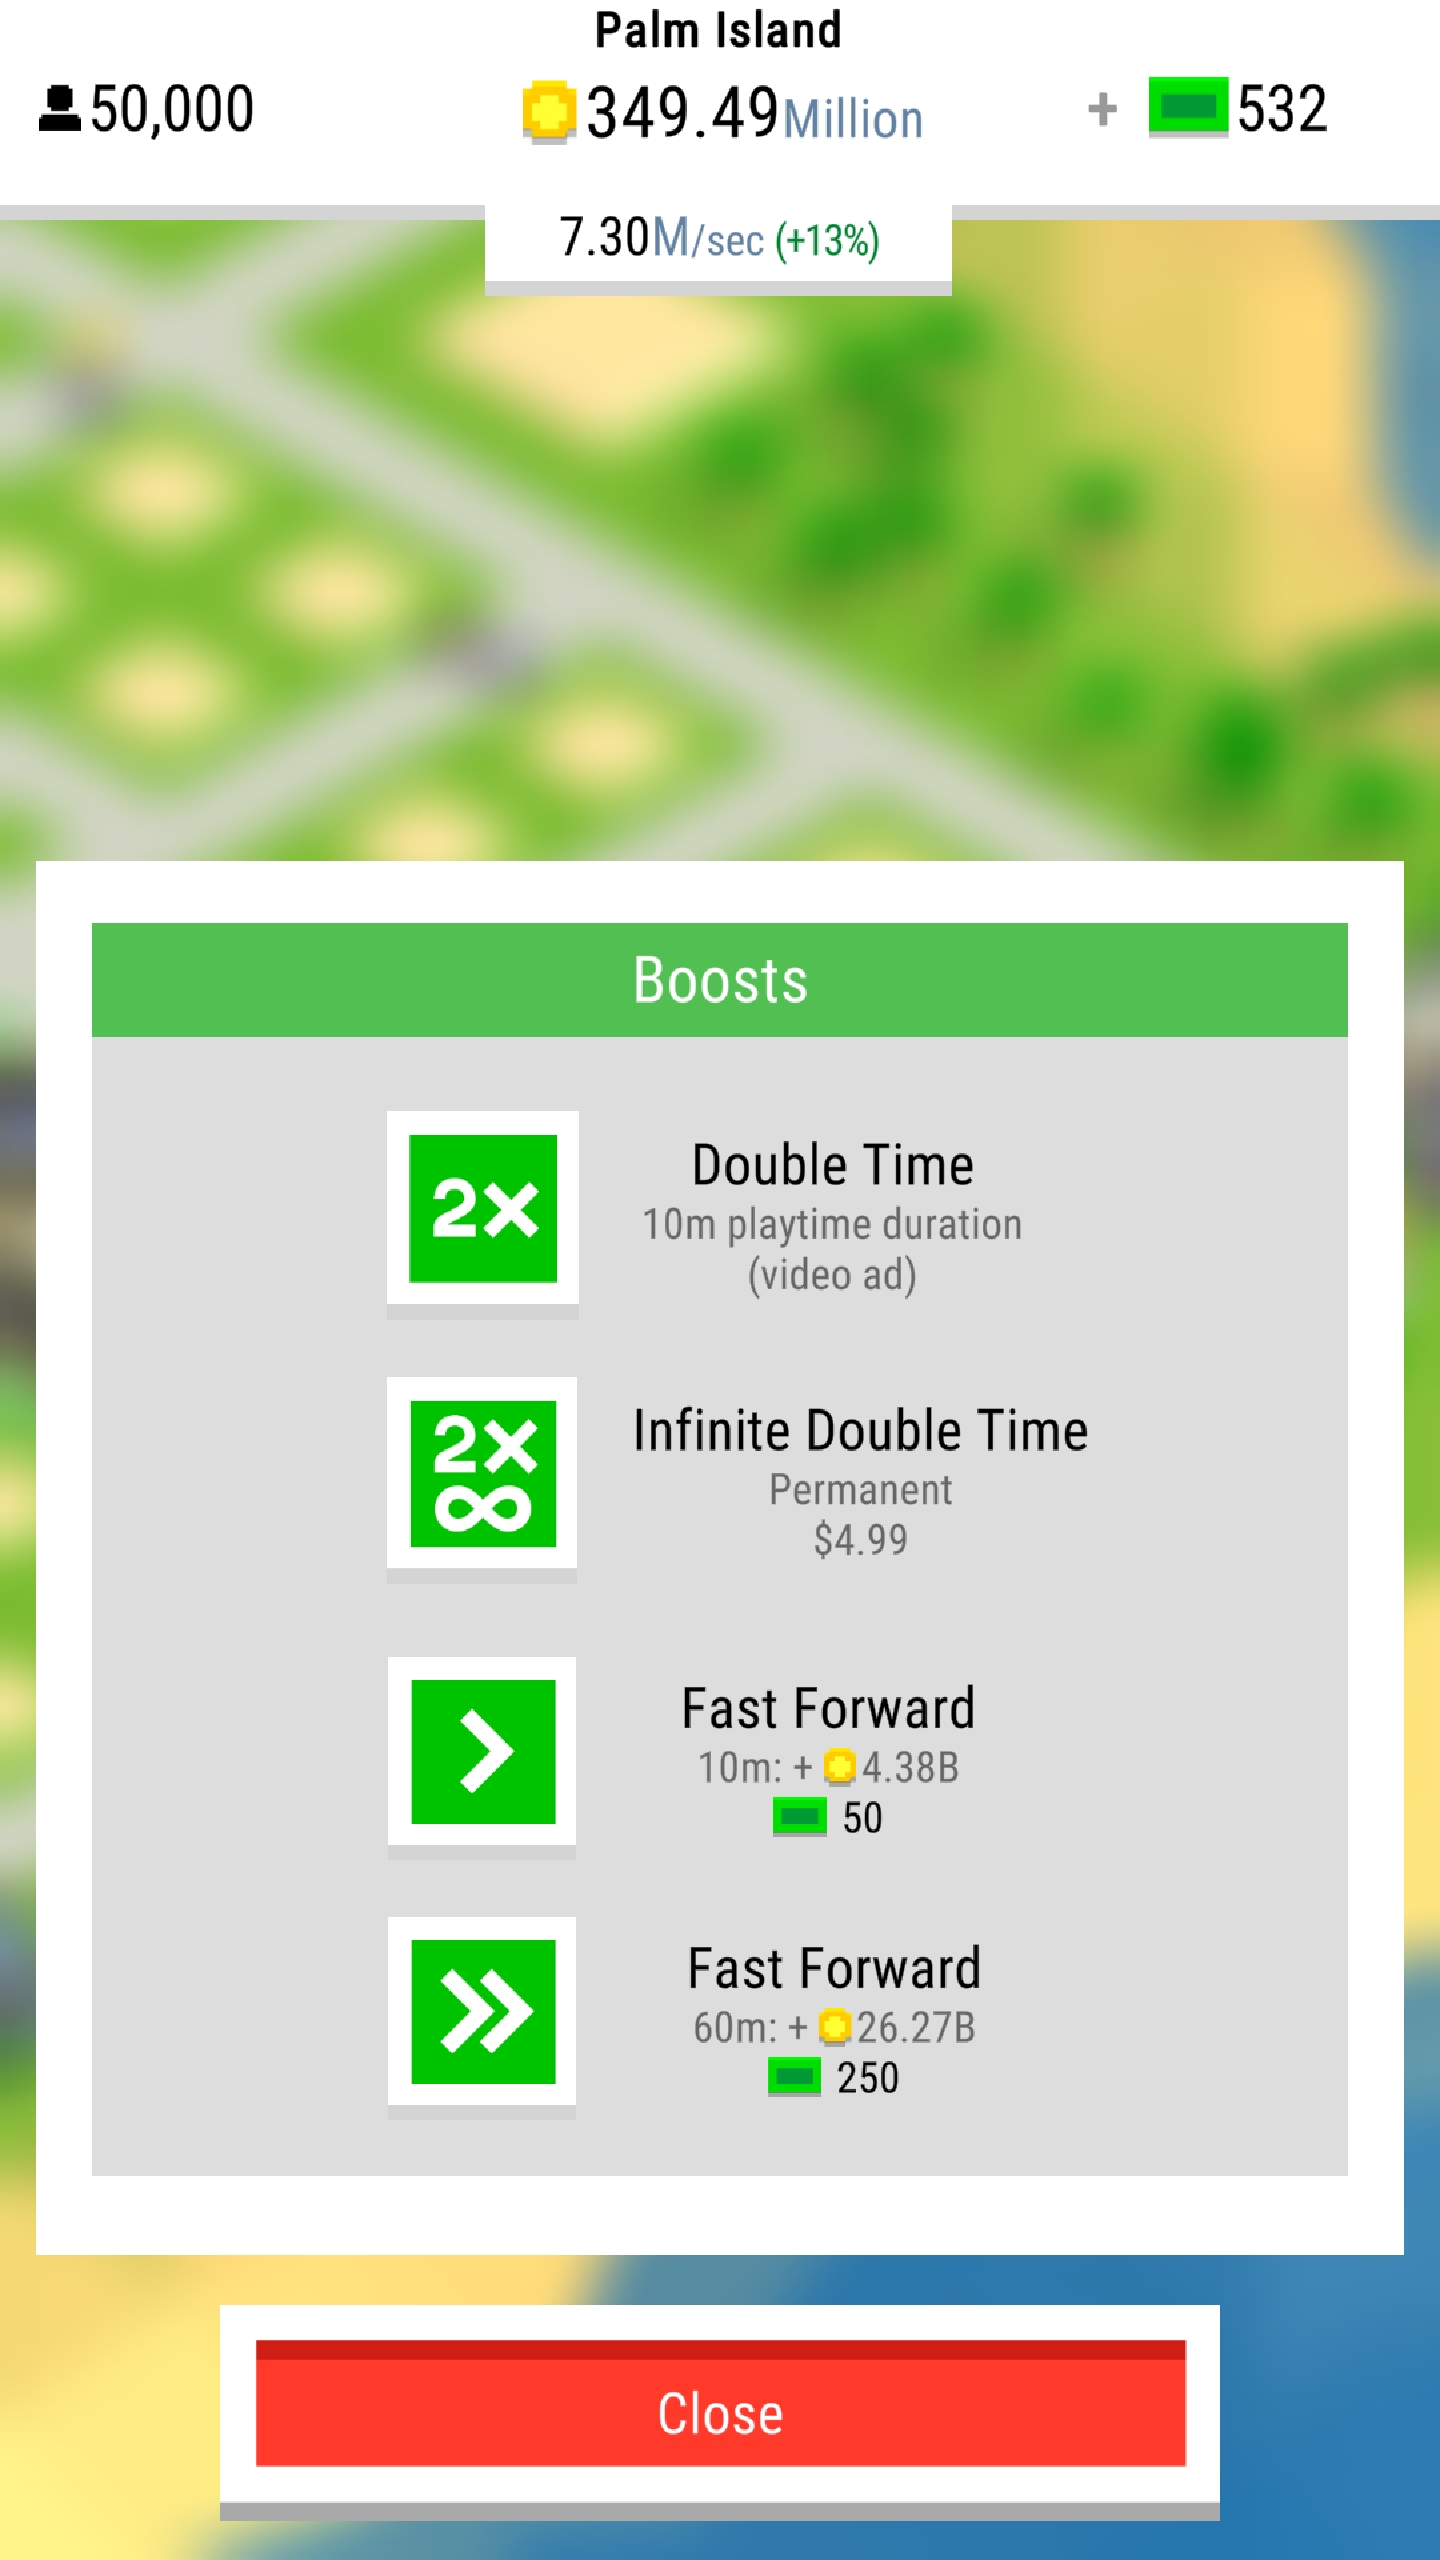 Palm Island
50,000
349.49Million
+ 532
7.30M/sec (+13%)
Boosts
2×
Double Time
10m playtime duration
(video ad)
2×
∞
Infinite Double Time
Permanent
$4.99
Fast Forward
10m: + 4.38B
50
Fast Forward
60m: + 26.27B
250
Close